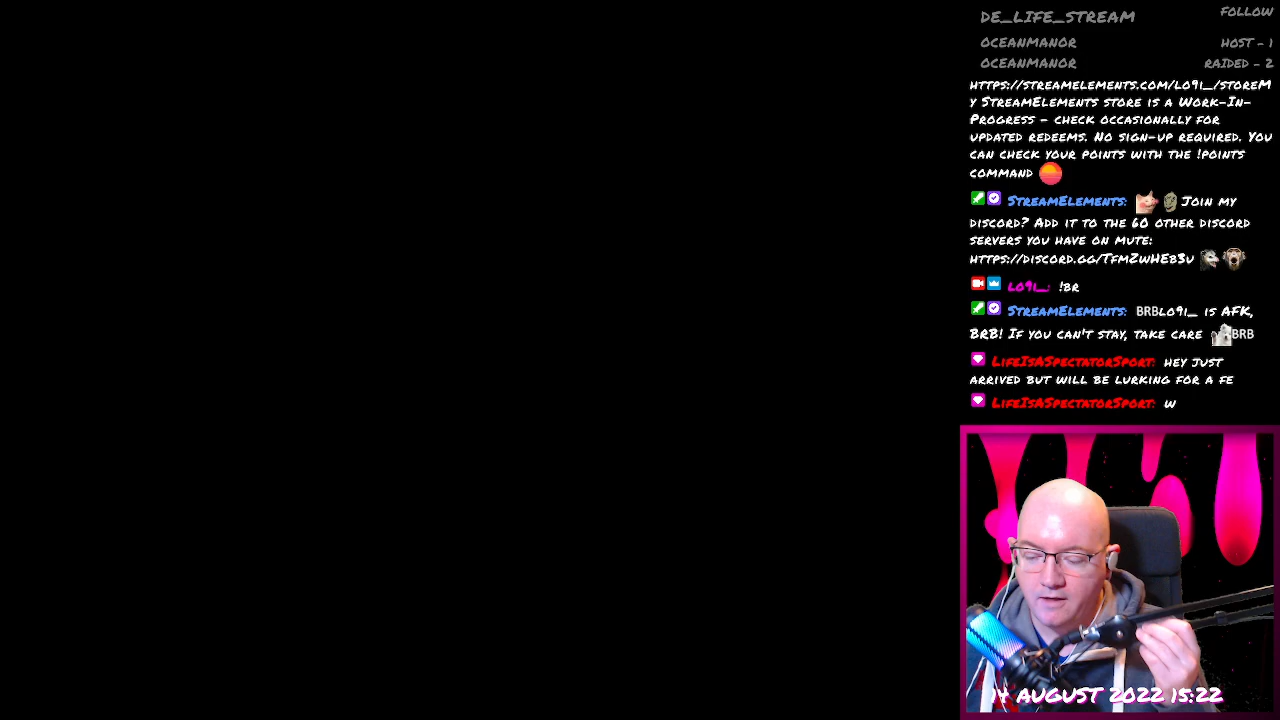 DE_LIFE_STREAM FOLLOW
OCEANMANOR HOST - 1
OCEANMANOR RAIDED - 2
HTTPS://STREAMELEMENTS.COM/LO9I_/STOREM
Y STREAMELEMENTS STORE IS A WORK-IN-
PROGRESS - CHECK OCCASIONALLY FOR
UPDATED REDEEMS. NO SIGN-UP REQUIRED. YOU
CAN CHECK YOUR POINTS WITH THE !POINTS
COMMAND
STREAMELEMENTS: JOIN MY
DISCORD? ADD IT TO THE 60 OTHER DISCORD
SERVERS YOU HAVE ON MUTE:
HTTPS://DISCORD.GG/TFMZWHEB3U
LO9I_: !BR
STREAMELEMENTS: BRBLO9I_ IS AFK,
BRB! IF YOU CAN'T STAY, TAKE CARE BRB
LIFEISASPECTATORSPORT: HEY JUST
ARRIVED BUT WILL BE LURKING FOR A FE
LIFEISASPECTATORSPORT: W
14 AUGUST 2022 15:22